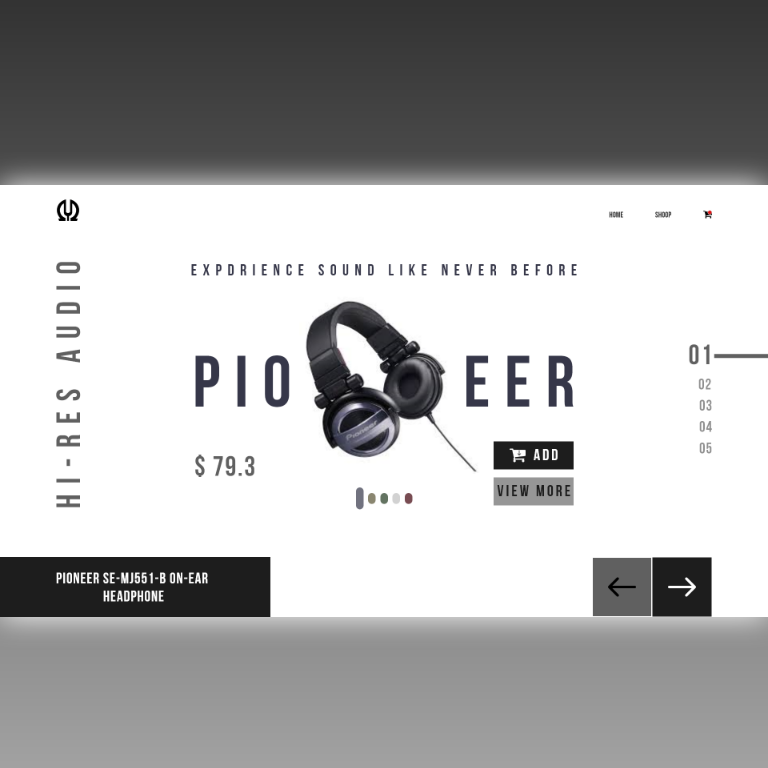 HOME
SHOOP
HI-RES AUDIO
EXPDRIENCE SOUND LIKE NEVER BEFORE
PIO EER
Pioneer
$ 79.3
ADD
VIEW MORE
01
02
03
04
05
PIONEER SE-MJ551-B ON-EAR
HEADPHONE